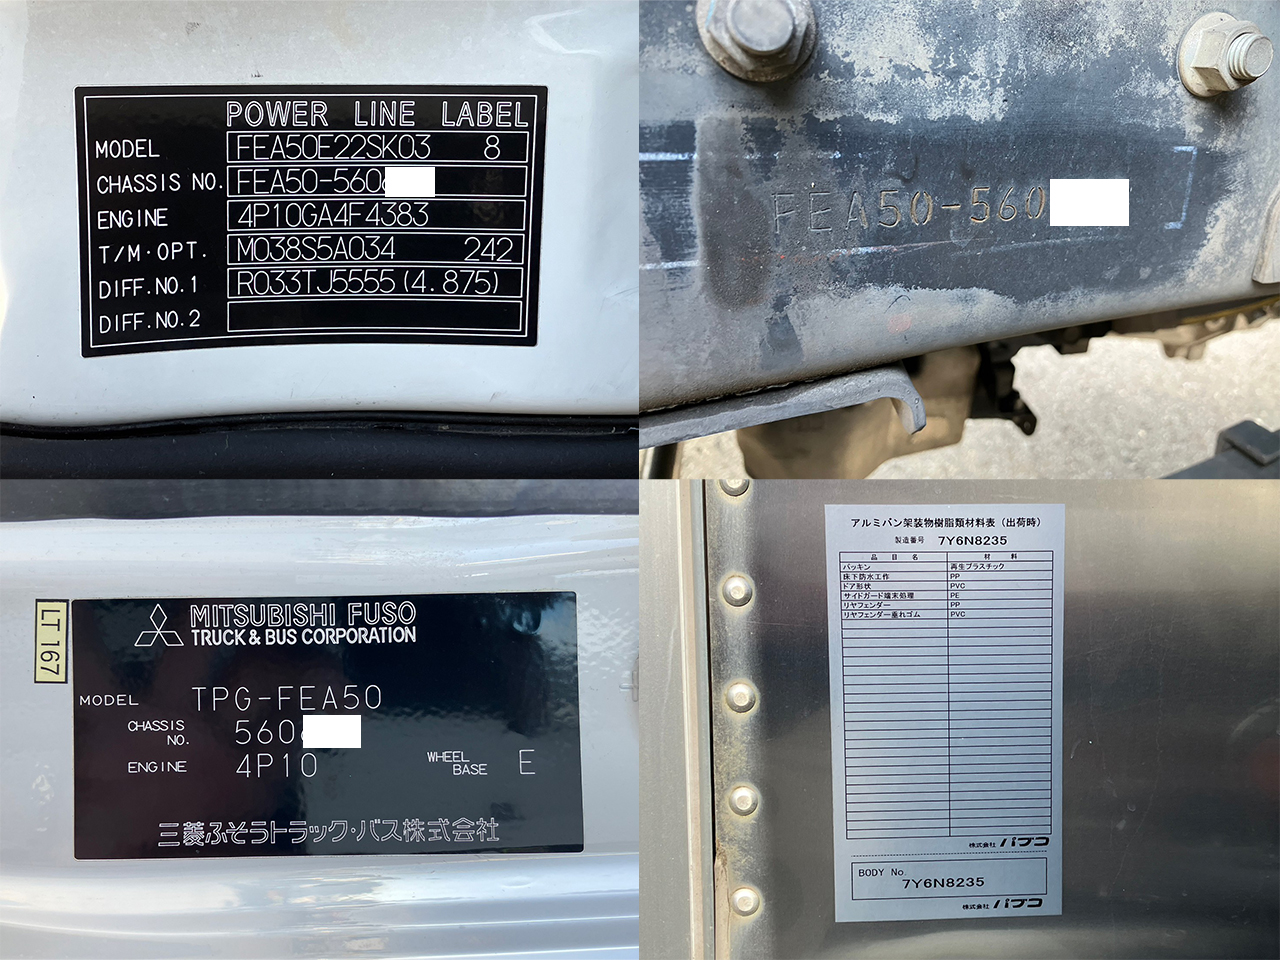 POWER LINE LABEL
MODEL FEA50E22SK03 8
CHASSIS NO. FEA50-560
ENGINE 4P10GA4F4383
T/M・OPT. M038S5A034 242
DIFF.NO.1 R033TJ5555(4.875)
DIFF.NO.2
FEA50-560
LT167
MITSUBISHI FUSO
TRUCK & BUS CORPORATION
MODEL TPG-FEA50
CHASSIS NO. 560
ENGINE 4P10 WHEEL BASE E
三菱ふそうトラック・バス株式会社
アルミバン架装物樹脂類材料表（出荷時）
製造番号 7Y6N8235
品目名 材料
パッキン 再生プラスチック
床下防水工作 PP
ドア形状 PVC
サイドガード端末処理 PE
リヤフェンダー PP
リヤフェンダー垂れゴム PVC
株式会社 パブコ
BODY No.
7Y6N8235
株式会社 パブコ